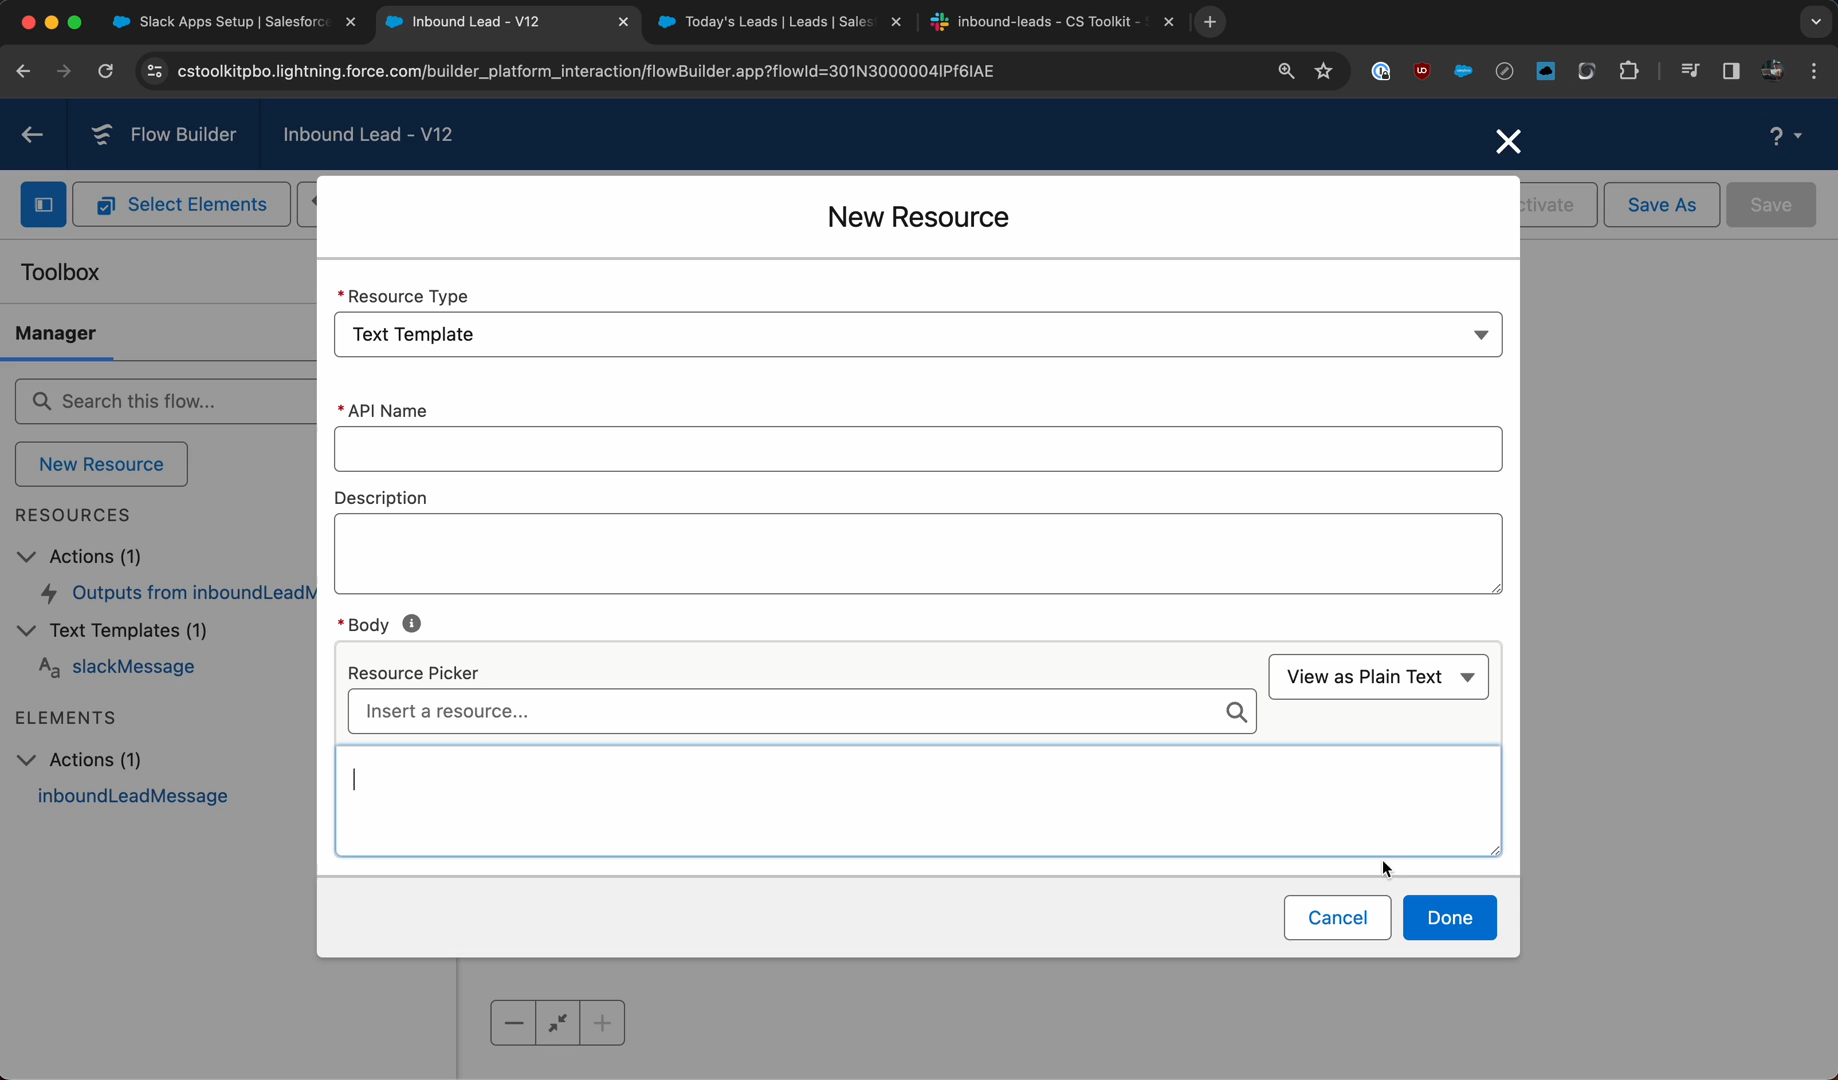 Slack Apps Setup | Salesforce
Inbound Lead - V12
Today's Leads | Leads | Sales
inbound-leads - CS Toolkit -
cstoolkitpbo.lightning.force.com/builder_platform_interaction/flowBuilder.app?flowId=301N3000004IPf6IAE
Flow Builder
Inbound Lead - V12
?
Select Elements
ctivate
Save As
Save
Toolbox
Manager
Search this flow...
New Resource
RESOURCES
Actions (1)
Outputs from inboundLeadM
Text Templates (1)
Aa slackMessage
ELEMENTS
Actions (1)
inboundLeadMessage
New Resource
* Resource Type
Text Template
* API Name
Description
* Body
Resource Picker
View as Plain Text
Insert a resource...
Cancel
Done